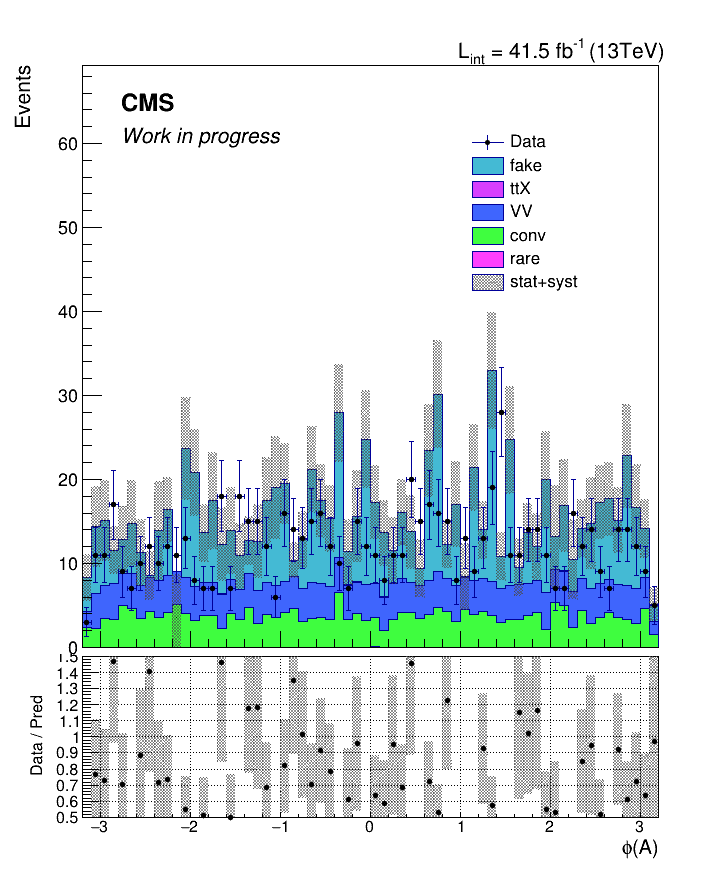 L_int = 41.5 fb^-1 (13TeV)
Events
CMS
Work in progress
Data
fake
ttX
VV
conv
rare
stat+syst
60
50
40
30
20
10
0
Data / Pred
1.5
1.4
1.3
1.2
1.1
1
0.9
0.8
0.7
0.6
0.5
−3 −2 −1 0 1 2 3
ϕ(A)